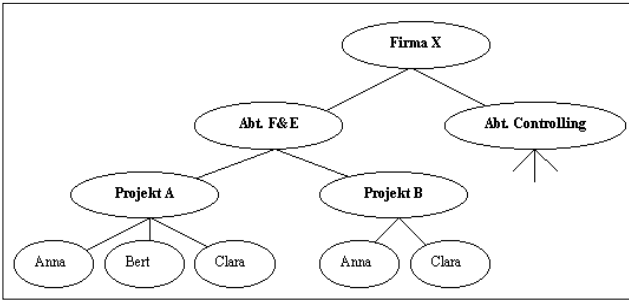 Firma X
Abt. F&E
Abt. Controlling
Projekt A
Projekt B
Anna
Bert
Clara
Anna
Clara